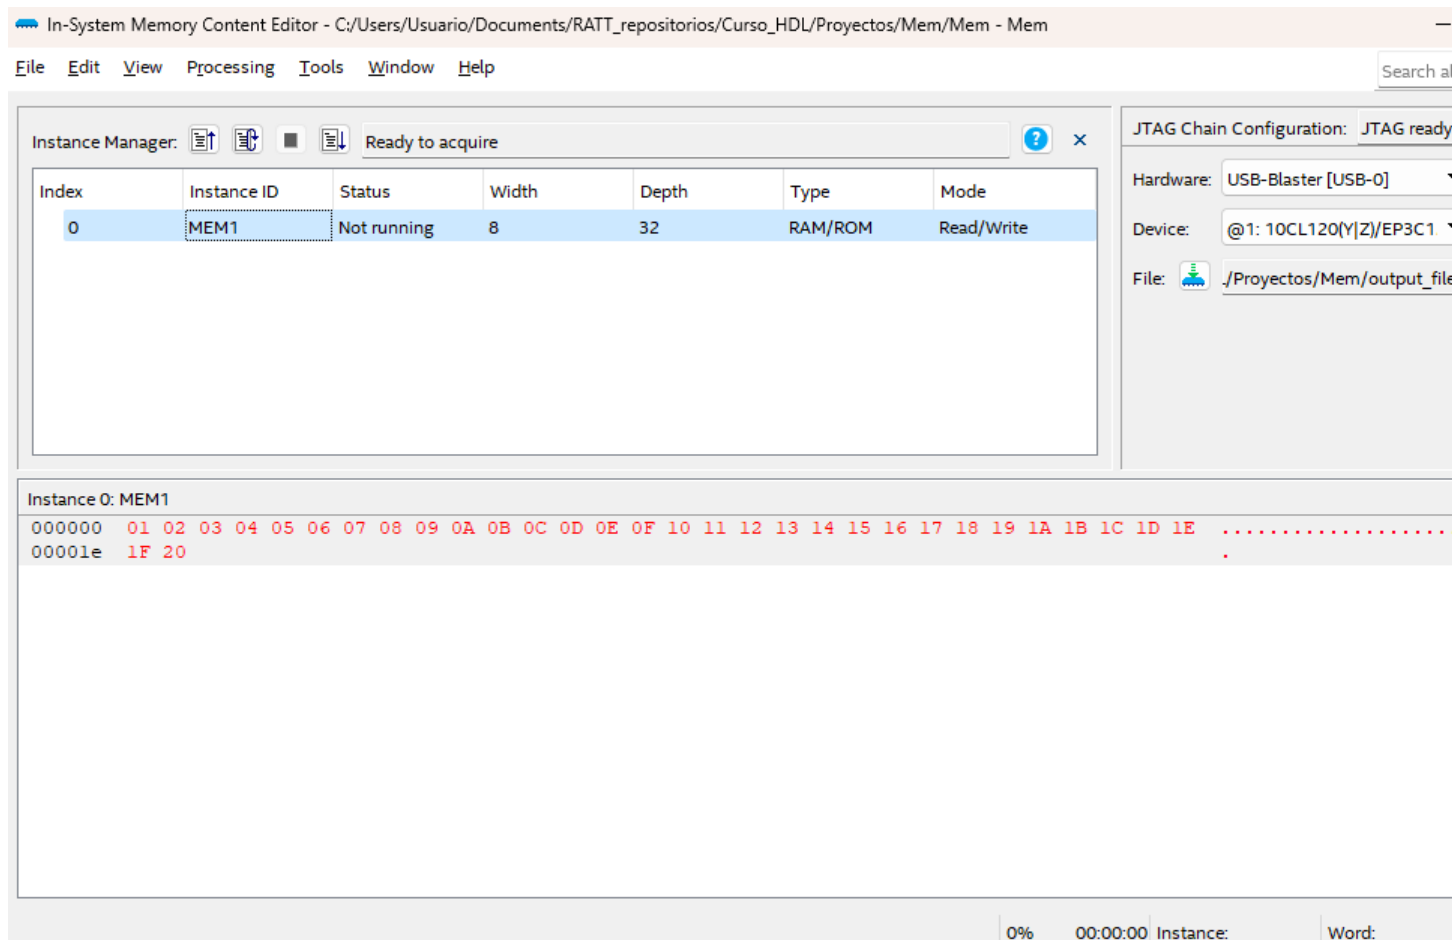 In-System Memory Content Editor - C:/Users/Usuario/Documents/RATT_repositorios/Curso_HDL/Proyectos/Mem/Mem - Mem
File Edit View Processing Tools Window Help
Search al
Instance Manager: Ready to acquire
JTAG Chain Configuration: JTAG ready
Index Instance ID Status Width Depth Type Mode
0 MEM1 Not running 8 32 RAM/ROM Read/Write
Hardware: USB-Blaster [USB-0]
Device: @1: 10CL120(Y|Z)/EP3C1
File: ./Proyectos/Mem/output_file
Instance 0: MEM1
000000 01 02 03 04 05 06 07 08 09 0A 0B 0C 0D 0E 0F 10 11 12 13 14 15 16 17 18 19 1A 1B 1C 1D 1E ...................
00001e 1F 20 .
0% 00:00:00 Instance: Word: